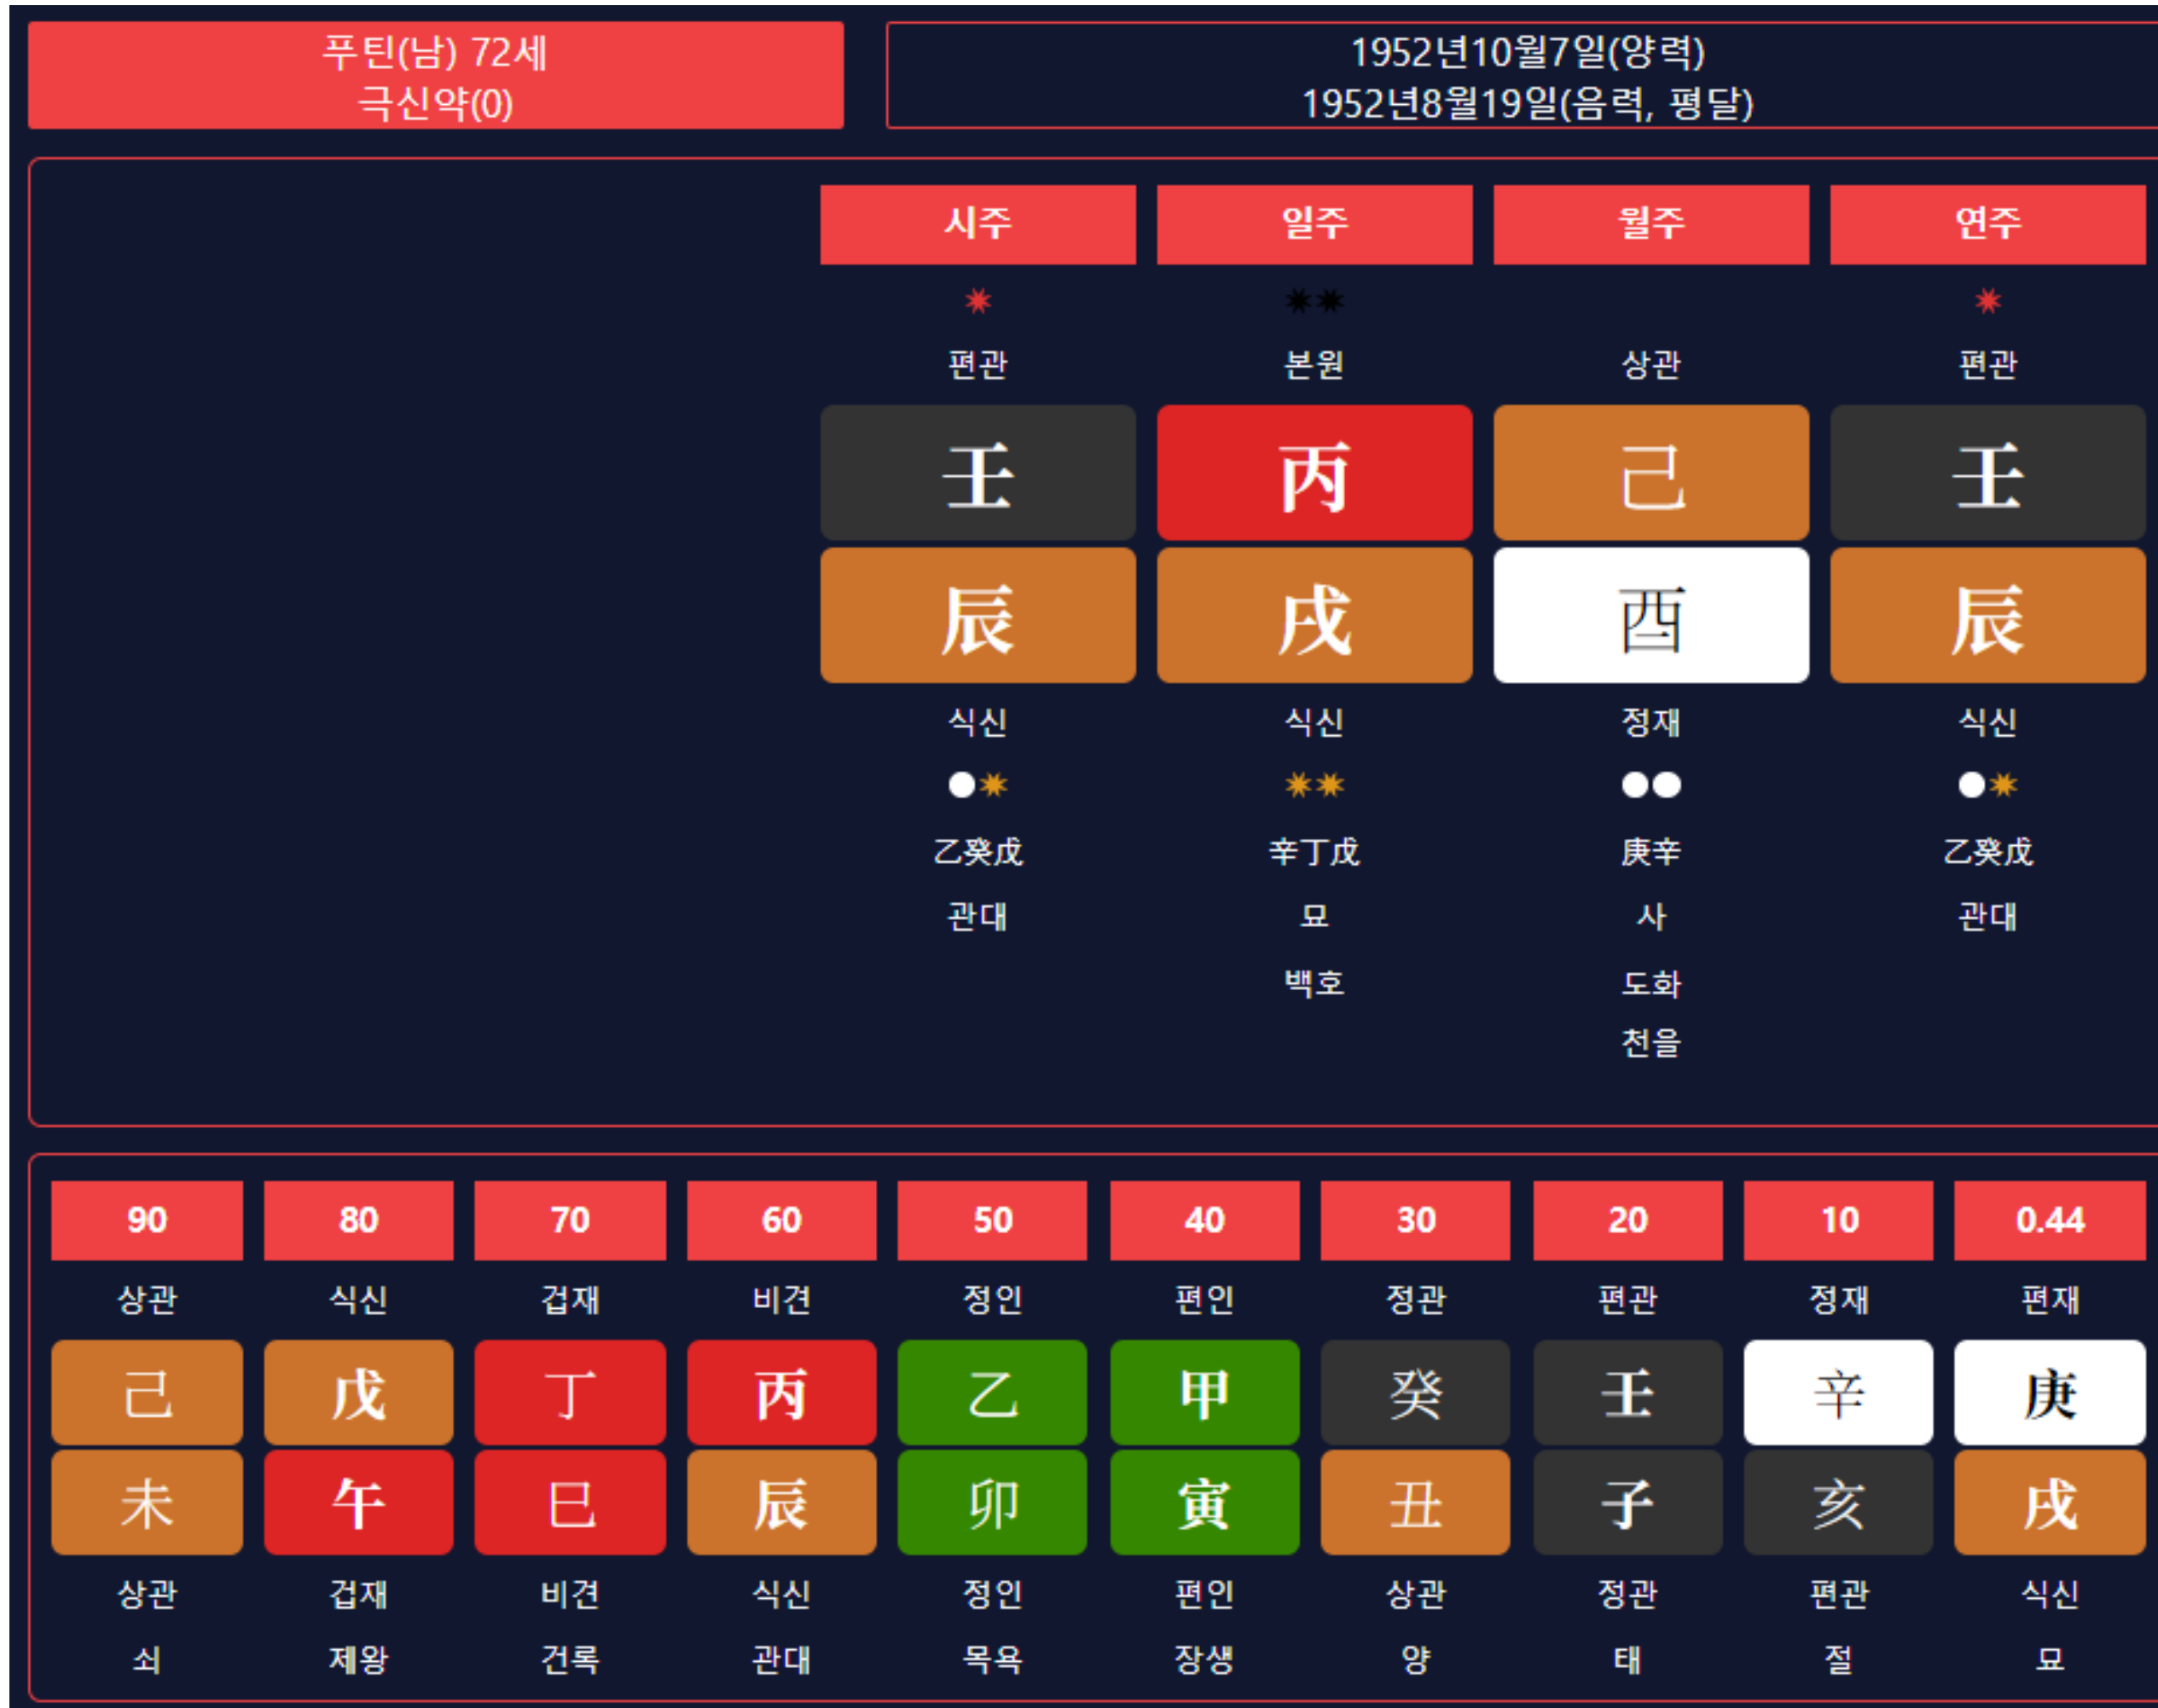 푸틴(남) 72세
극신약(0)
1952년10월7일(양력)
1952년8월19일(음력, 평달)
시주 일주 월주 연주
편관 본원 상관 편관
壬 丙 己 壬
辰 戌 酉 辰
식신 식신 정재 식신
乙癸戊 辛丁戊 庚辛 乙癸戊
관대 묘 사 관대
백호 도화
천을
90 80 70 60 50 40 30 20 10 0.44
상관 식신 겁재 비견 정인 편인 정관 편관 정재 편재
己 戊 丁 丙 乙 甲 癸 壬 辛 庚
未 午 巳 辰 卯 寅 丑 子 亥 戌
상관 겁재 비견 식신 정인 편인 상관 정관 편관 식신
쇠 제왕 건록 관대 목욕 장생 양 태 절 묘